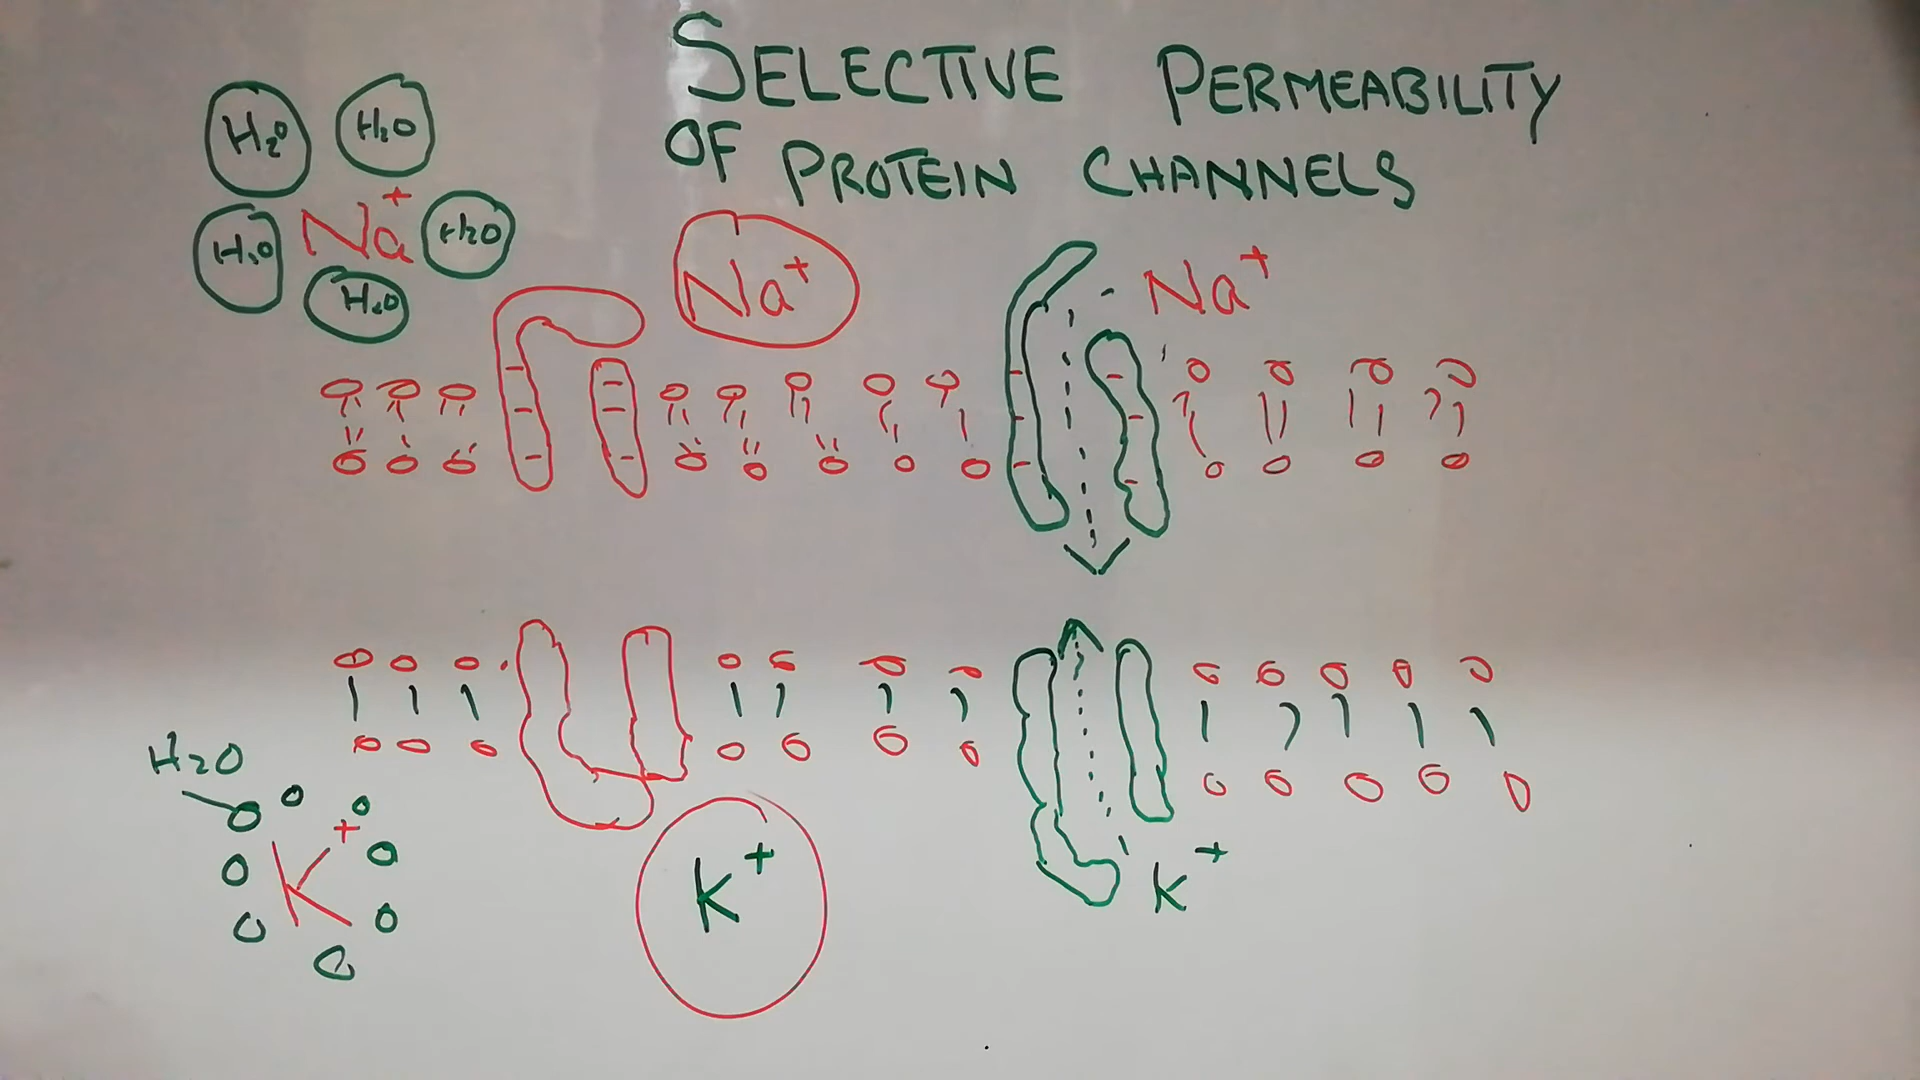 SELECTIVE PERMEABILITY
OF PROTEIN CHANNELS
H₂O
H₂O
H₂O
Na⁺
H2O
H₂O
Na⁺
Na⁺
H2O
K⁺
K⁺
K⁺